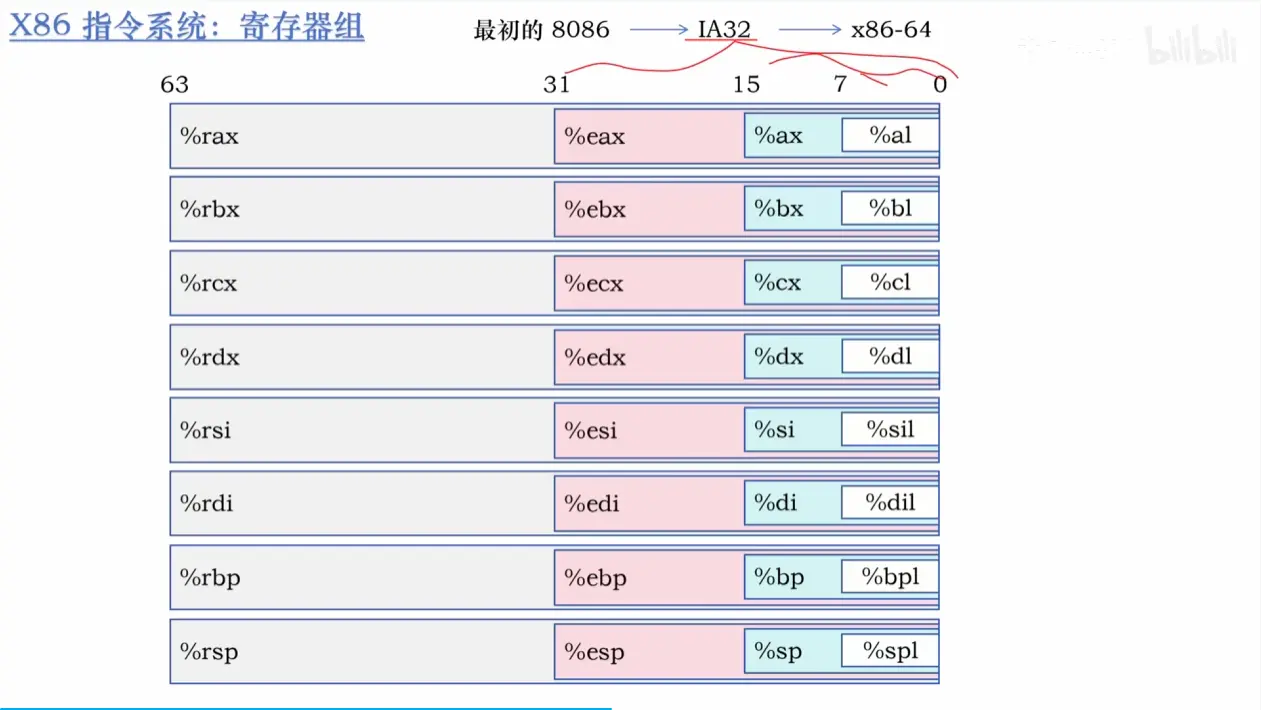 X86 指令系统：寄存器组 最初的 8086 IA32 x86-64
bilibili
63 31 15 7 0
%rax %eax %ax %al
%rbx %ebx %bx %bl
%rcx %ecx %cx %cl
%rdx %edx %dx %dl
%rsi %esi %si %sil
%rdi %edi %di %dil
%rbp %ebp %bp %bpl
%rsp %esp %sp %spl